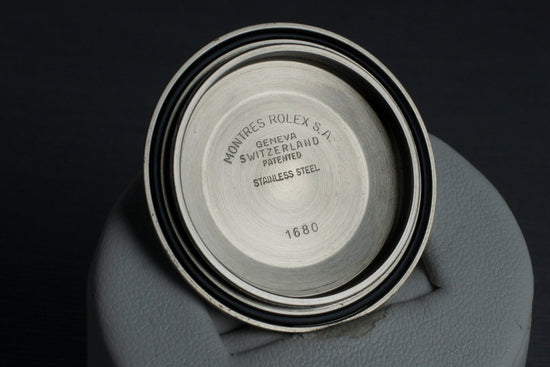 MONTRES ROLEX S.A.
GENEVA
SWITZERLAND
PATENTED
STAINLESS STEEL
1680